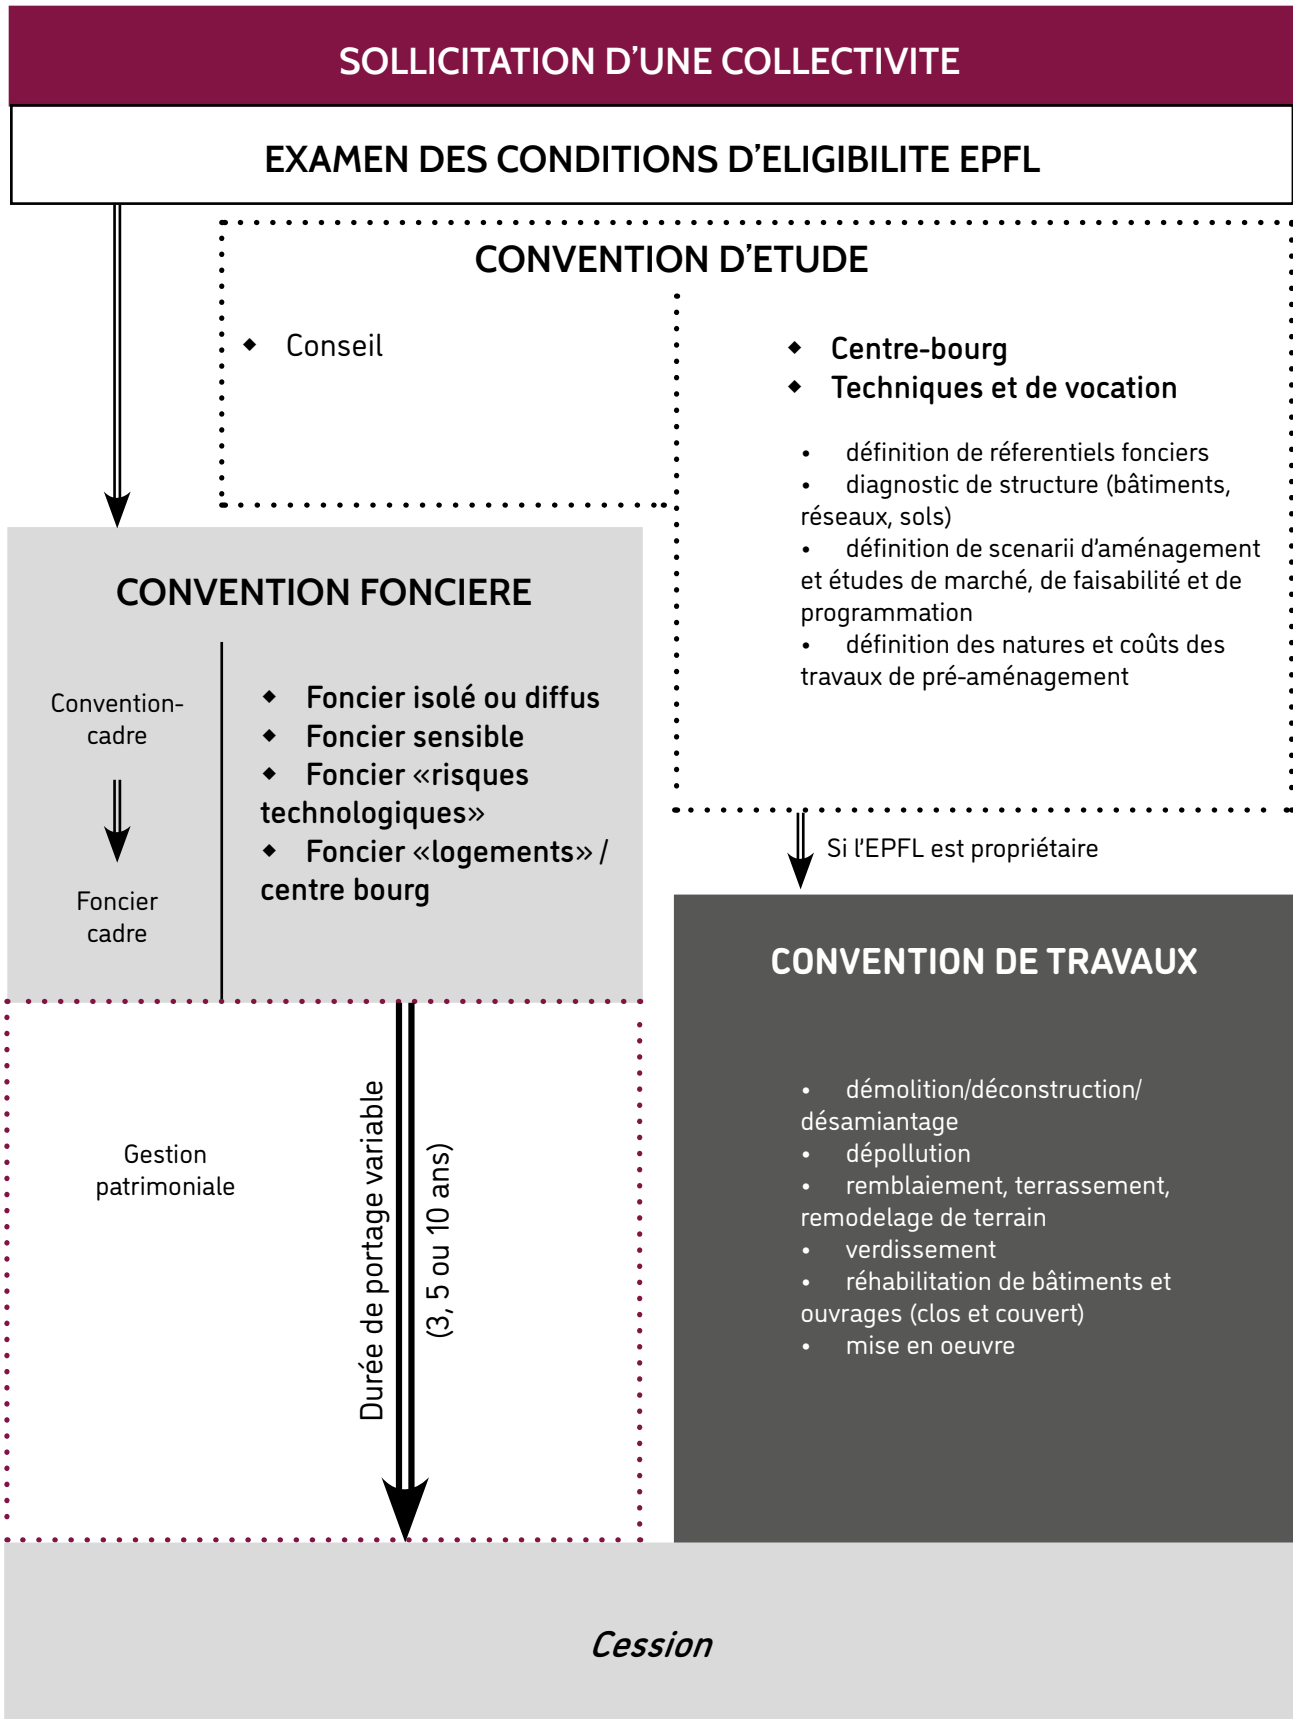 SOLLICITATION D'UNE COLLECTIVITE
EXAMEN DES CONDITIONS D'ELIGIBILITE EPFL
CONVENTION D'ETUDE
◆ Conseil
◆ Centre-bourg
◆ Techniques et de vocation
• définition de réferentiels fonciers
• diagnostic de structure (bâtiments,
réseaux, sols)
• définition de scenarii d'aménagement
et études de marché, de faisabilité et de
programmation
• définition des natures et coûts des
travaux de pré-aménagement
CONVENTION FONCIERE
Convention-
cadre
Foncier
cadre
◆ Foncier isolé ou diffus
◆ Foncier sensible
◆ Foncier «risques
technologiques»
◆ Foncier «logements» /
centre bourg
Si l'EPFL est propriétaire
CONVENTION DE TRAVAUX
• démolition/déconstruction/
désamiantage
• dépollution
• remblaiement, terrassement,
remodelage de terrain
• verdissement
• réhabilitation de bâtiments et
ouvrages (clos et couvert)
• mise en oeuvre
Gestion
patrimoniale
Durée de portage variable
(3, 5 ou 10 ans)
Cession